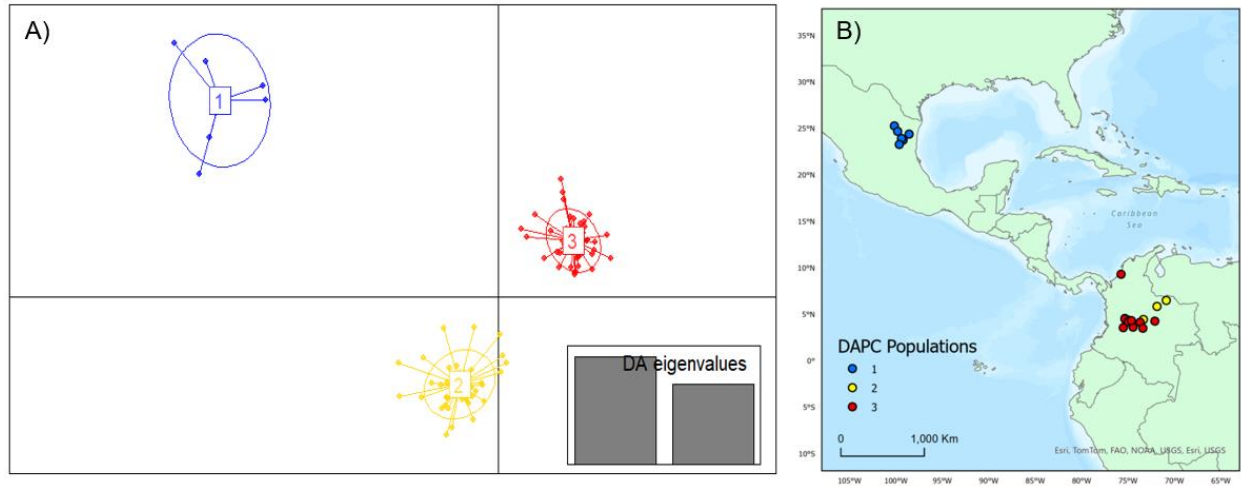 A)
1
3
2
DA eigenvalues
B)
35°N
30°N
25°N
20°N
15°N
10°N
5°N
0°
5°S
10°S
Caribbean
Sea
DAPC Populations
1
2
3
0 1,000 Km
Esri, TomTom, FAO, NOAA, USGS, Esri, USGS
105°W 100°W 95°W 90°W 85°W 80°W 75°W 70°W 65°W